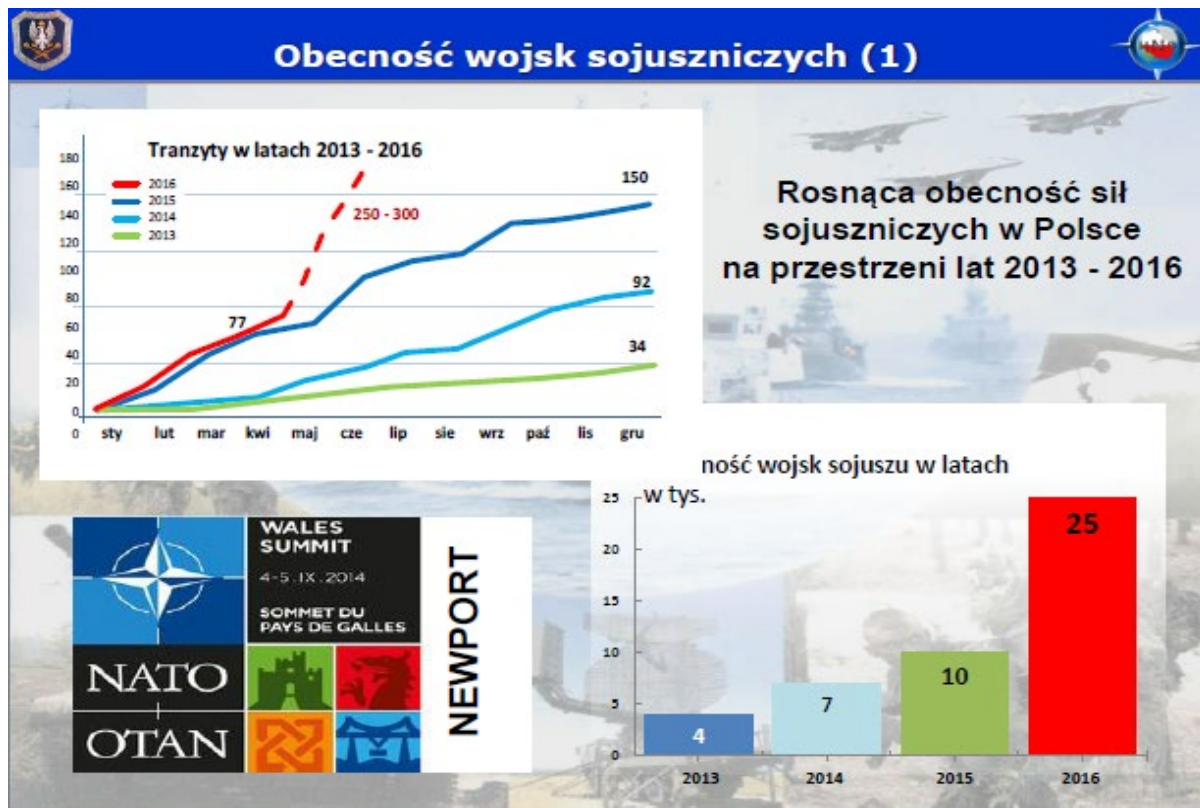 Obecność wojsk sojuszniczych (1)
Tranzyty w latach 2013 - 2016
180
160
140
120
100
80
60
40
20
0
0
2016
2015
2014
2013
250 - 300
77
150
92
34
sty lut mar kwi maj cze lip sie wrz paź lis gru
Rosnąca obecność sił
sojuszniczych w Polsce
na przestrzeni lat 2013 - 2016
WALES
SUMMIT
4-5.IX.2014
SOMMET DU
PAYS DE GALLES
NATO
OTAN
NEWPORT
ność wojsk sojuszu w latach
w tys.
25
20
15
10
5
0
4
7
10
25
2013 2014 2015 2016